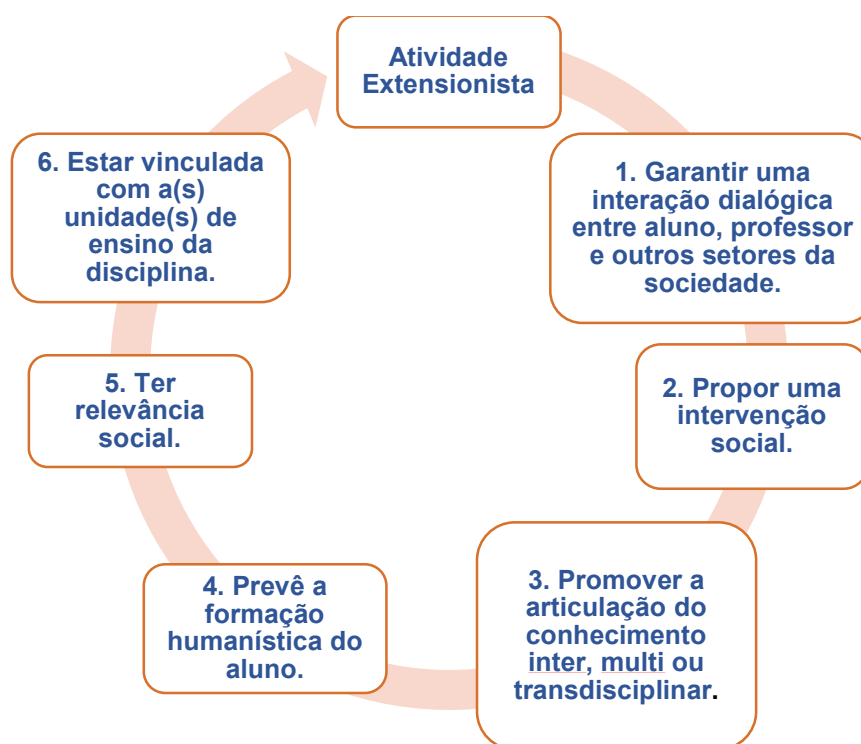 Atividade
Extensionista
1. Garantir uma
interação dialógica
entre aluno, professor
e outros setores da
sociedade.
2. Propor uma
intervenção
social.
3. Promover a
articulação do
conhecimento
inter, multi ou
transdisciplinar.
4. Prevê a
formação
humanística do
aluno.
5. Ter
relevância
social.
6. Estar vinculada
com a(s)
unidade(s) de
ensino da
disciplina.